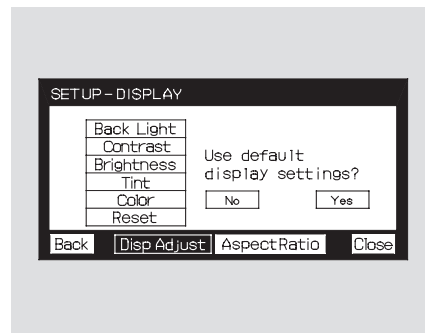 SETUP-DISPLAY
Back Light
Contrast
Brightness
Tint
Color
Reset
Use default
display settings?
No Yes
Back Disp Adjust AspectRatio Close